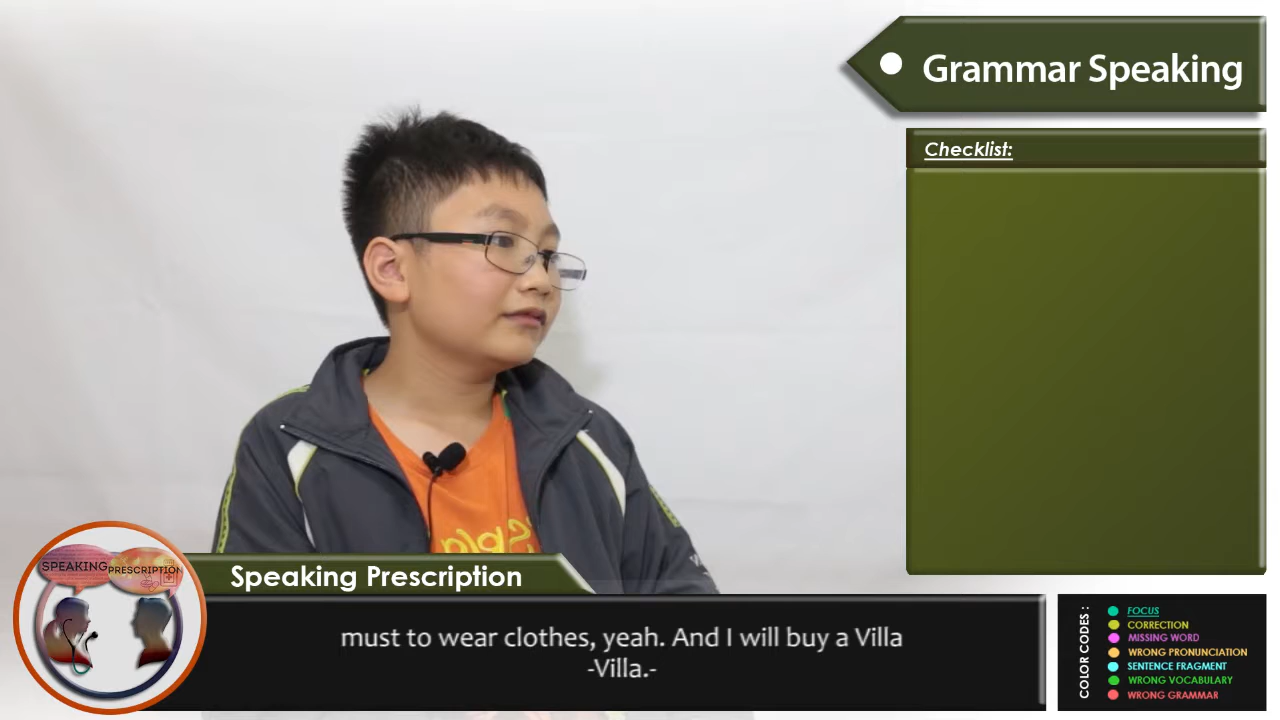 Grammar Speaking
Checklist:
SPEAKING
PRESCRIPTION
Speaking Prescription
must to wear clothes, yeah. And I will buy a Villa
-Villa.-
COLOR CODES :
FOCUS
CORRECTION
MISSING WORD
WRONG PRONUNCIATION
SENTENCE FRAGMENT
WRONG VOCABULARY
WRONG GRAMMAR